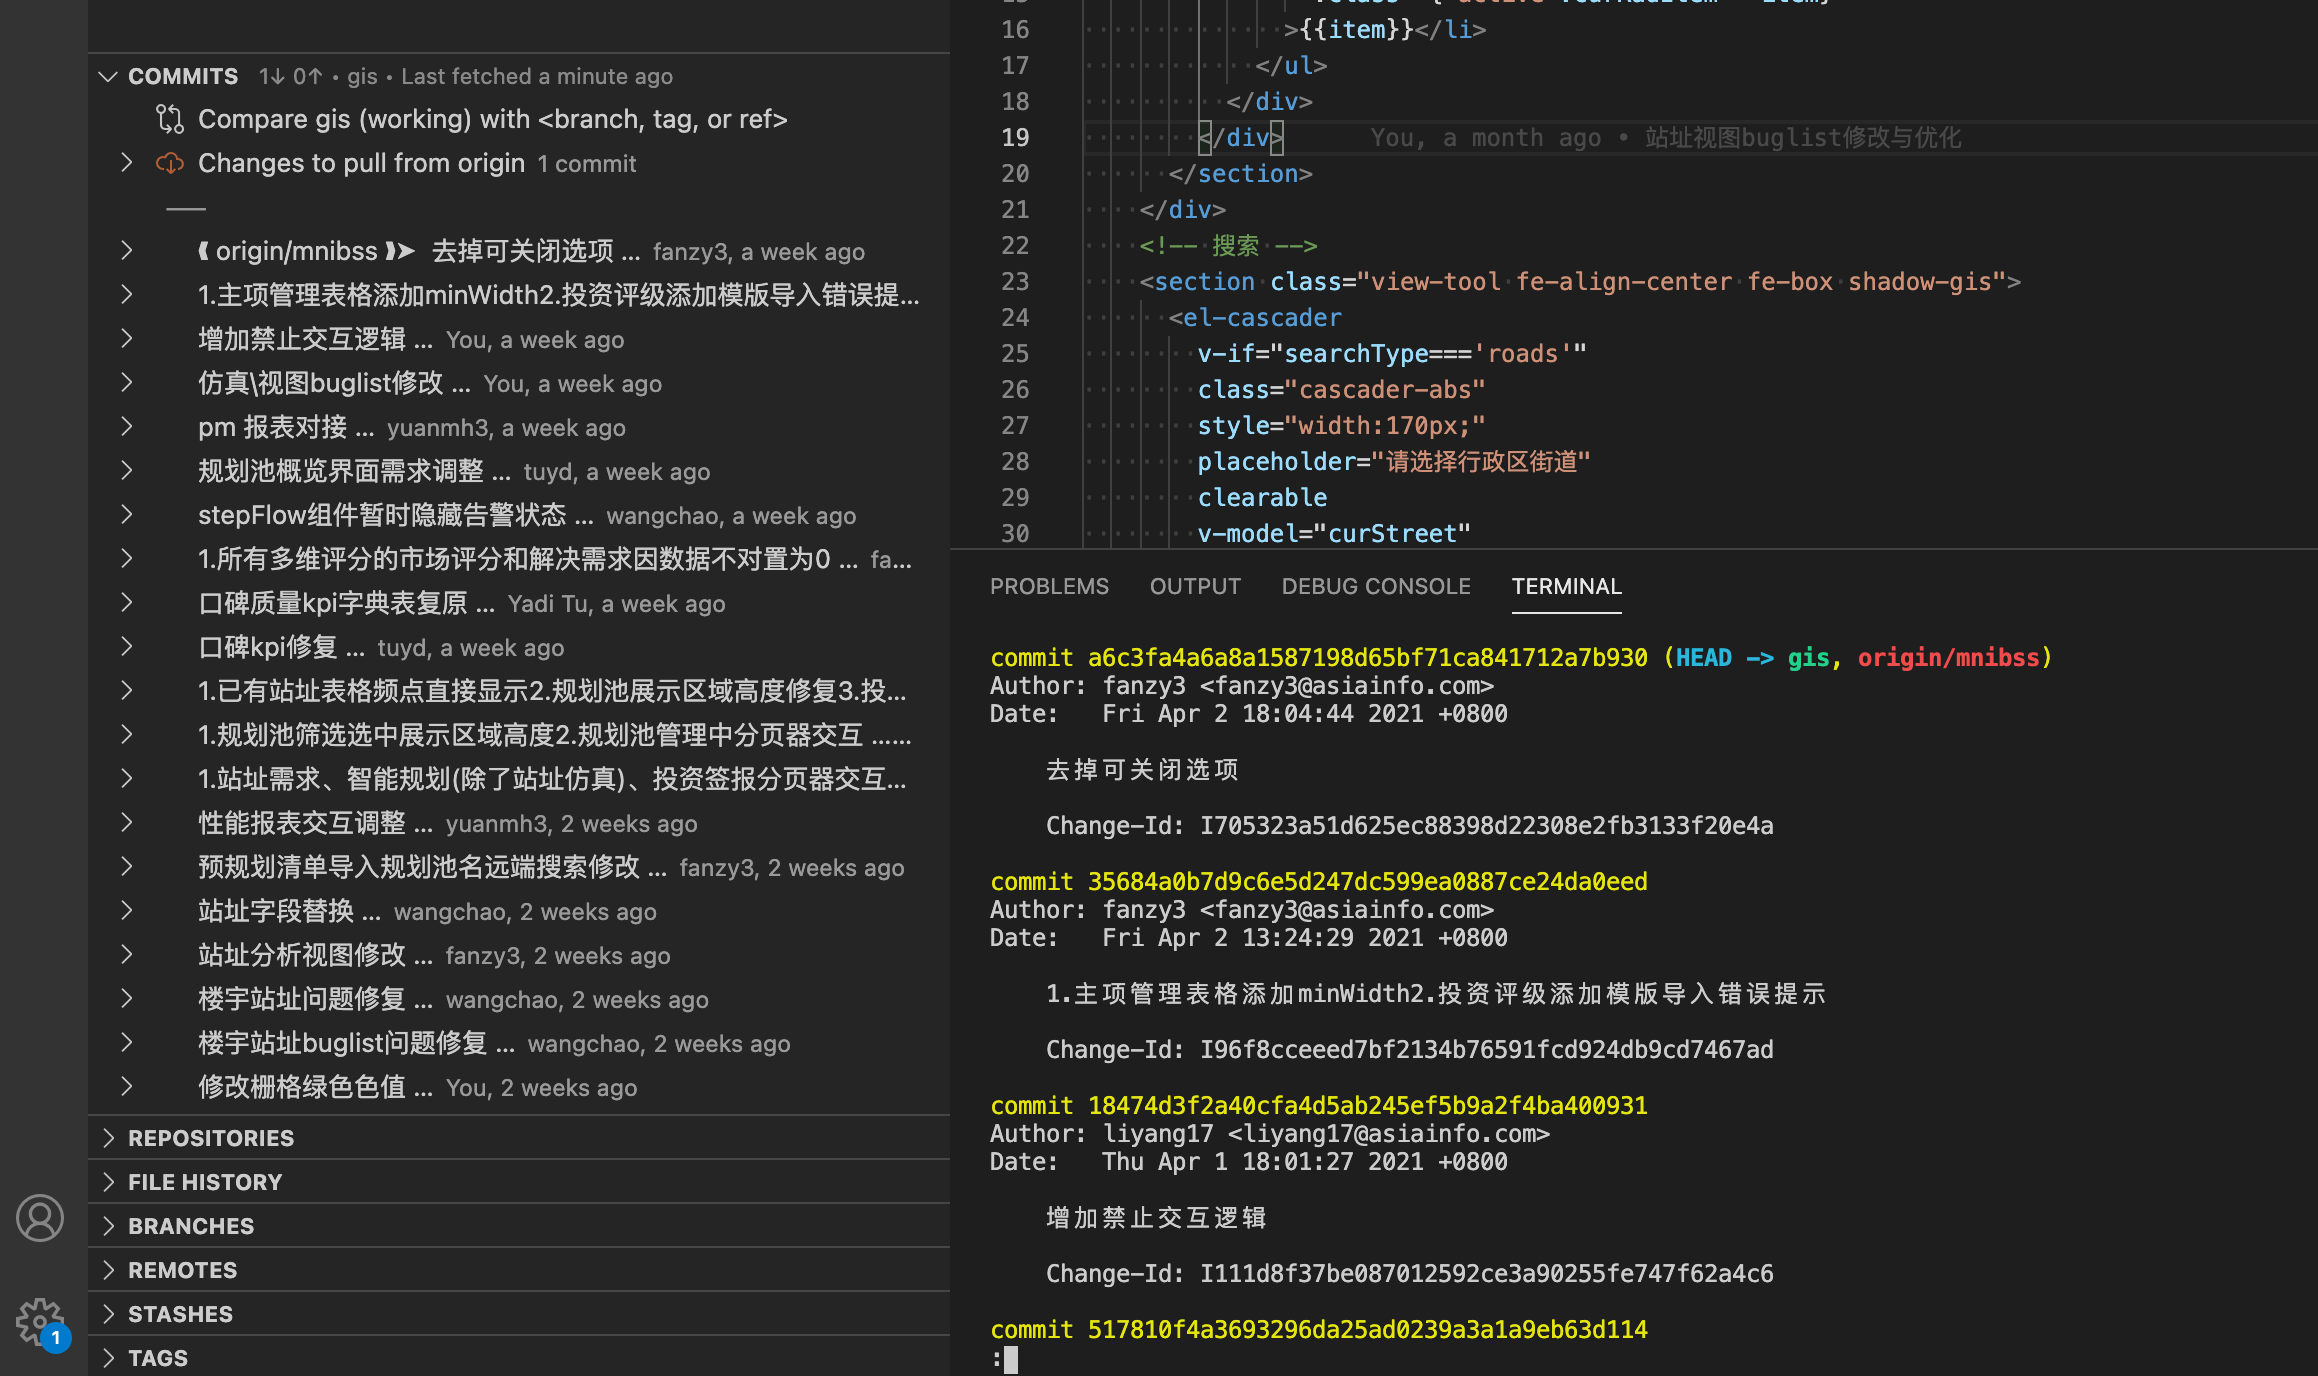 COMMITS 1↓ 0↑ • gis • Last fetched a minute ago
Compare gis (working) with <branch, tag, or ref>
Changes to pull from origin 1 commit
⸨ origin/mnibss ⸩➤ 去掉可关闭选项 ... fanzy3, a week ago
1.主项管理表格添加minWidth2.投资评级添加模版导入错误提...
增加禁止交互逻辑 ... You, a week ago
仿真\视图buglist修改 ... You, a week ago
pm 报表对接 ... yuanmh3, a week ago
规划池概览界面需求调整 ... tuyd, a week ago
stepFlow组件暂时隐藏告警状态 ... wangchao, a week ago
1.所有多维评分的市场评分和解决需求因数据不对置为0 ... fa...
口碑质量kpi字典表复原 ... Yadi Tu, a week ago
口碑kpi修复 ... tuyd, a week ago
1.已有站址表格频点直接显示2.规划池展示区域高度修复3.投...
1.规划池筛选选中展示区域高度2.规划池管理中分页器交互 ......
1.站址需求、智能规划(除了站址仿真)、投资签报分页器交互...
性能报表交互调整 ... yuanmh3, 2 weeks ago
预规划清单导入规划池名远端搜索修改 ... fanzy3, 2 weeks ago
站址字段替换 ... wangchao, 2 weeks ago
站址分析视图修改 ... fanzy3, 2 weeks ago
楼宇站址问题修复 ... wangchao, 2 weeks ago
楼宇站址buglist问题修复 ... wangchao, 2 weeks ago
修改栅格绿色色值 ... You, 2 weeks ago
REPOSITORIES
FILE HISTORY
BRANCHES
REMOTES
STASHES
TAGS
1
16 >{{item}}</li>
17 </ul>
18 </div>
19 </div> You, a month ago • 站址视图buglist修改与优化
20 </section>
21 </div>
22 <!-- 搜索 -->
23 <section class="view-tool fe-align-center fe-box shadow-gis">
24 <el-cascader
25 v-if="searchType==='roads'"
26 class="cascader-abs"
27 style="width:170px;"
28 placeholder="请选择行政区街道"
29 clearable
30 v-model="curStreet"
PROBLEMS OUTPUT DEBUG CONSOLE TERMINAL
commit a6c3fa4a6a8a1587198d65bf71ca841712a7b930 (HEAD -> gis, origin/mnibss)
Author: fanzy3 <fanzy3@asiainfo.com>
Date: Fri Apr 2 18:04:44 2021 +0800
去掉可关闭选项
Change-Id: I705323a51d625ec88398d22308e2fb3133f20e4a
commit 35684a0b7d9c6e5d247dc599ea0887ce24da0eed
Author: fanzy3 <fanzy3@asiainfo.com>
Date: Fri Apr 2 13:24:29 2021 +0800
1.主项管理表格添加minWidth2.投资评级添加模版导入错误提示
Change-Id: I96f8cceeed7bf2134b76591fcd924db9cd7467ad
commit 18474d3f2a40cfa4d5ab245ef5b9a2f4ba400931
Author: liyang17 <liyang17@asiainfo.com>
Date: Thu Apr 1 18:01:27 2021 +0800
增加禁止交互逻辑
Change-Id: I111d8f37be087012592ce3a90255fe747f62a4c6
commit 517810f4a3693296da25ad0239a3a1a9eb63d114
: